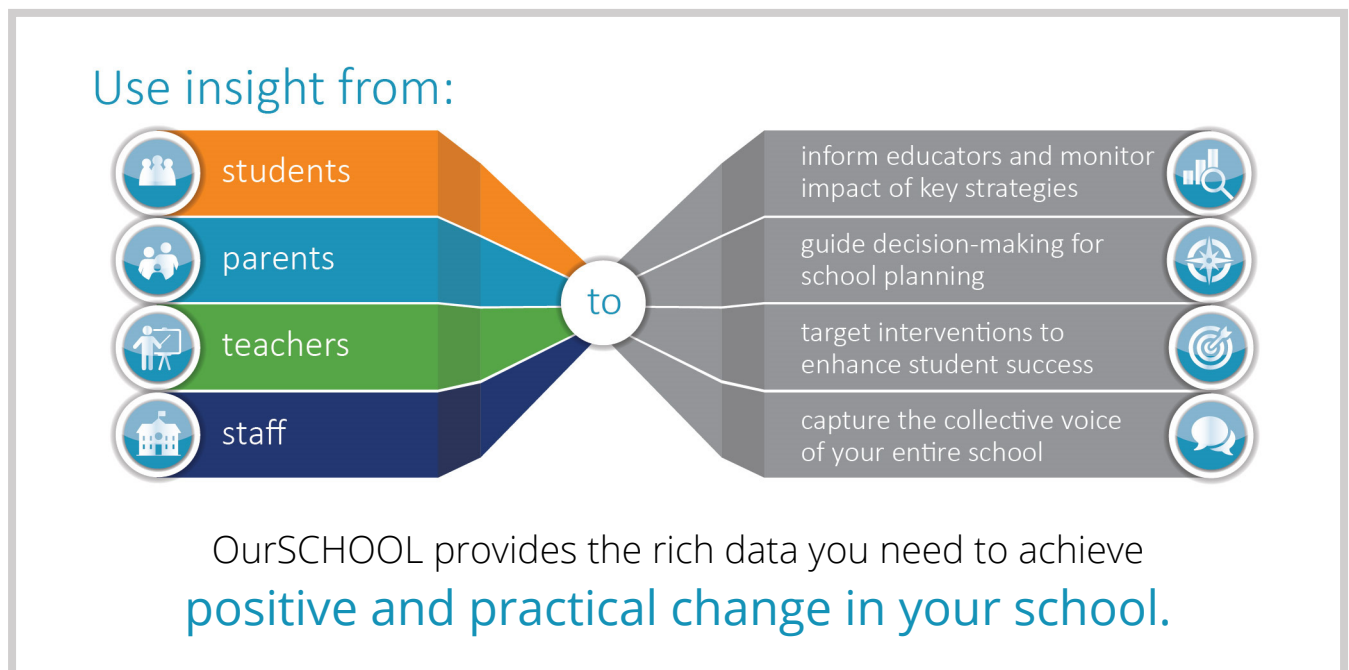 Use insight from:
students
parents
teachers
staff
to
inform educators and monitor
impact of key strategies
guide decision-making for
school planning
target interventions to
enhance student success
capture the collective voice
of your entire school
OurSCHOOL provides the rich data you need to achieve
positive and practical change in your school.